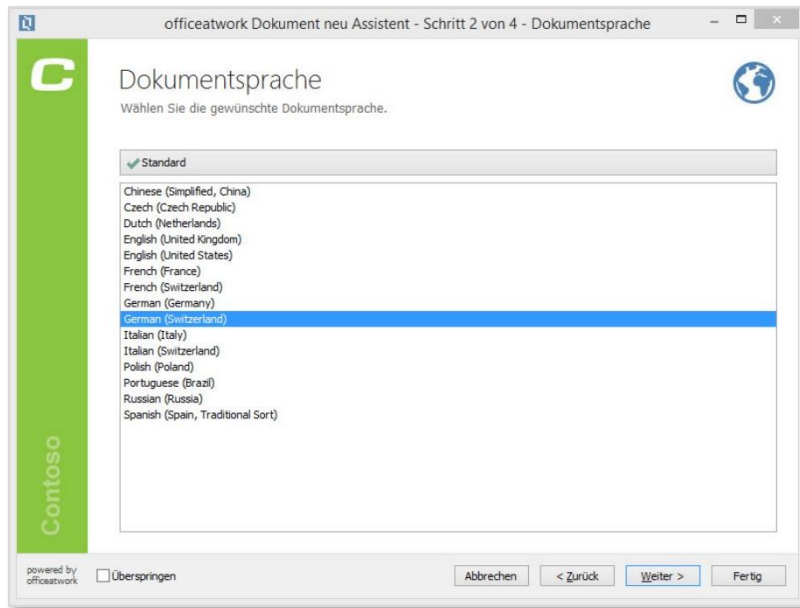 officeatwork Dokument neu Assistent - Schritt 2 von 4 - Dokumentsprache
C
Dokumentsprache
Wählen Sie die gewünschte Dokumentsprache.
Standard
Chinese (Simplified, China)
Czech (Czech Republic)
Dutch (Netherlands)
English (United Kingdom)
English (United States)
French (France)
French (Switzerland)
German (Germany)
German (Switzerland)
Italian (Italy)
Italian (Switzerland)
Polish (Poland)
Portuguese (Brazil)
Russian (Russia)
Spanish (Spain, Traditional Sort)
Contoso
powered by
officeatwork
Überspringen
Abbrechen
< Zurück
Weiter >
Fertig